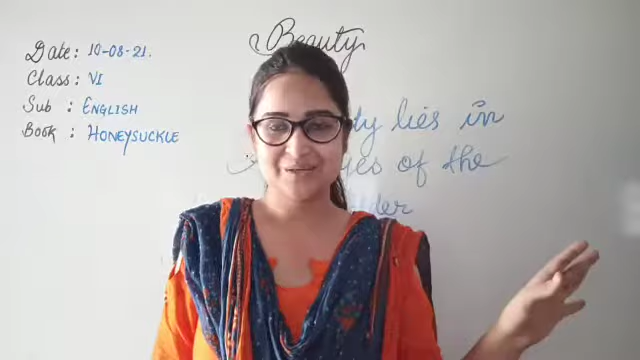 Date: 10-08-21.
Class: VI
Sub : ENGLISH
Book : HONEYSUCKLE
Beauty
lies in
of the